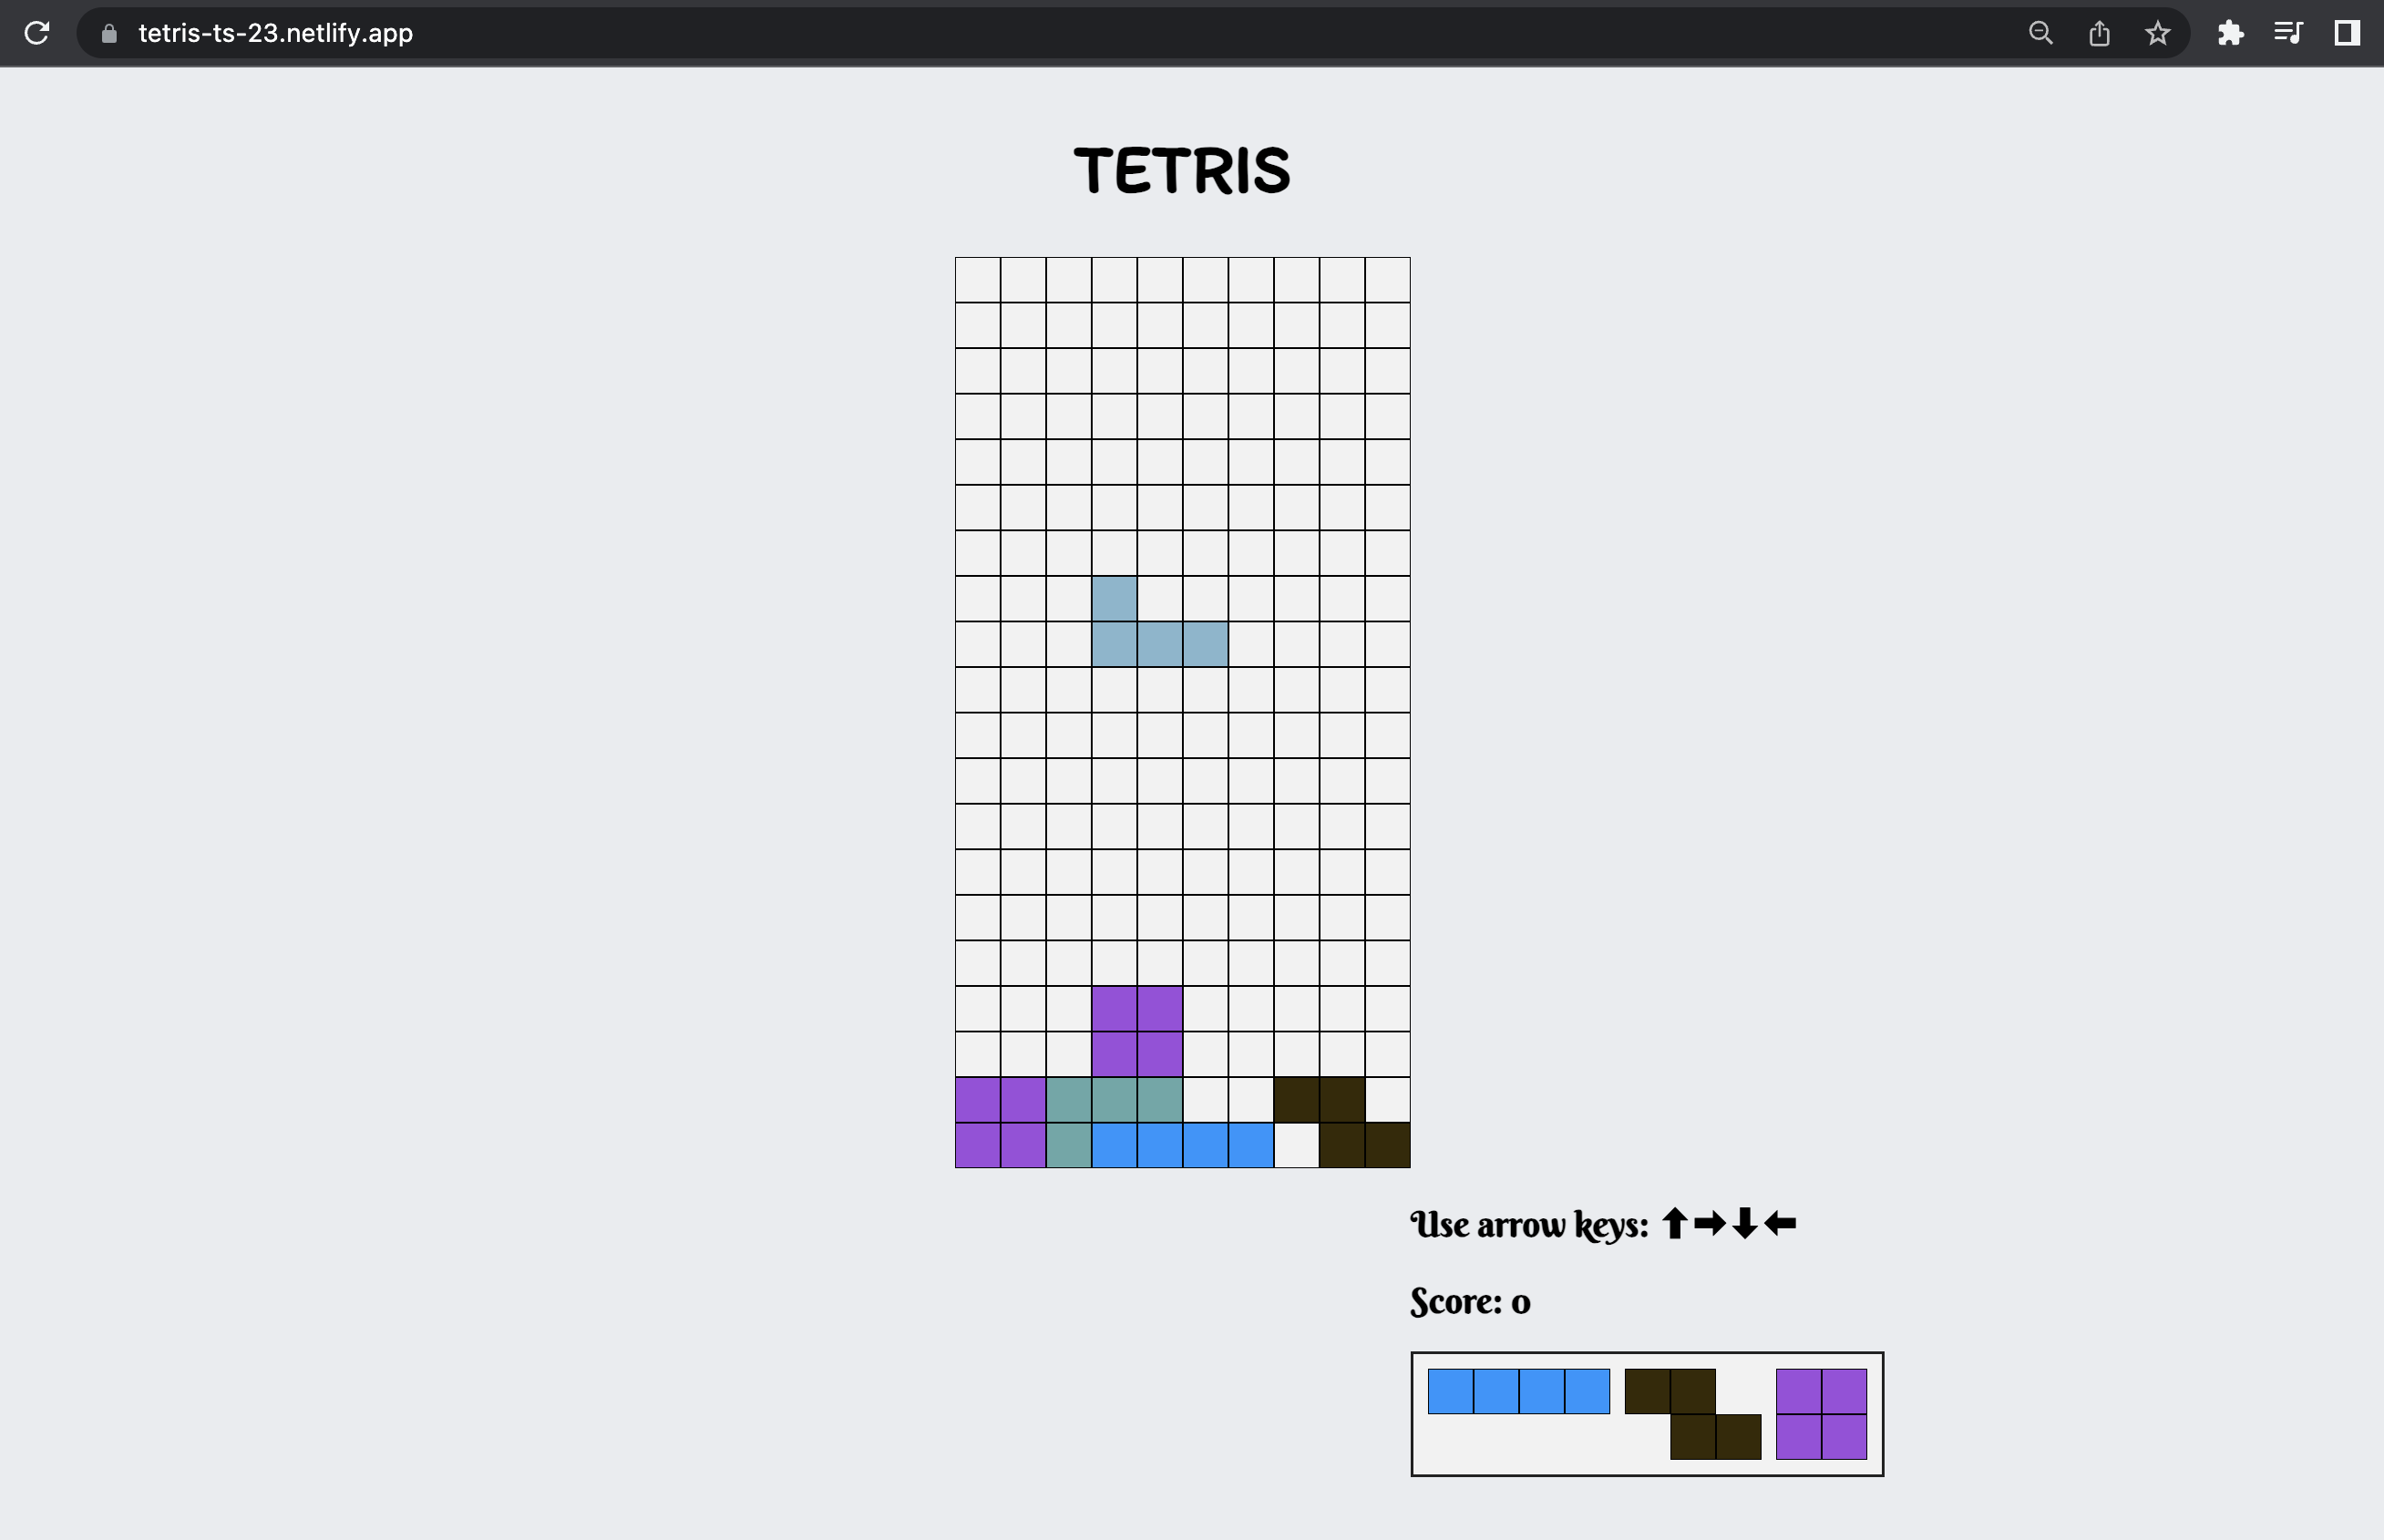 tetris-ts-23.netlify.app
TETRIS
Use arrow keys: ⬆➡⬇⬅
Score: 0